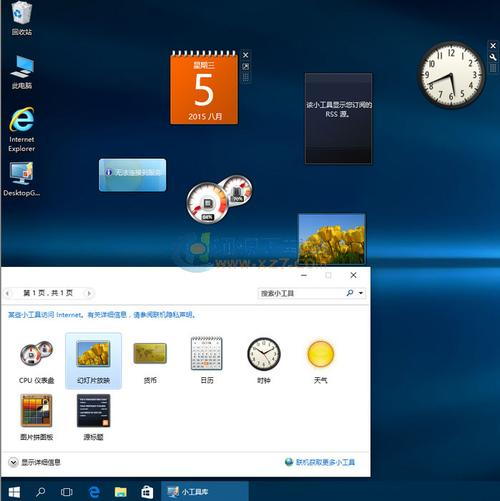 回收站
此电脑
Internet
Explorer
DesktopG...
星期三
5
2015 八月
该小工具显示您订阅的
RSS 源。
无法连接到服务
68%
70%
www.xz7.com
第 1 页，共 1 页
搜索小工具
某些小工具访问 Internet。有关详细信息，请参阅联机隐私声明。
CPU 仪表盘
幻灯片放映
货币
日历
时钟
天气
图片拼图板
源标题
显示详细信息
联机获取更多小工具
小工具库